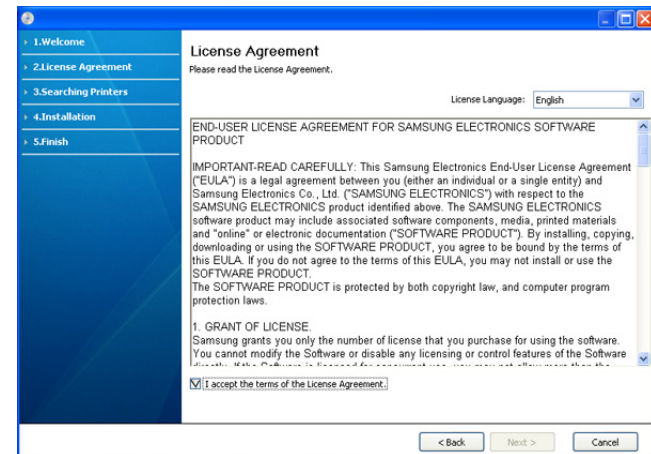 1.Welcome
2.License Agreement
3.Searching Printers
4.Installation
5.Finish
License Agreement
Please read the License Agreement.
License Language: English
END-USER LICENSE AGREEMENT FOR SAMSUNG ELECTRONICS SOFTWARE
PRODUCT
IMPORTANT-READ CAREFULLY: This Samsung Electronics End-User License Agreement
("EULA") is a legal agreement between you (either an individual or a single entity) and
Samsung Electronics Co., Ltd. ("SAMSUNG ELECTRONICS") with respect to the
SAMSUNG ELECTRONICS product identified above. The SAMSUNG ELECTRONICS
software product may include associated software components, media, printed materials
and "online" or electronic documentation ("SOFTWARE PRODUCT"). By installing, copying,
downloading or using the SOFTWARE PRODUCT, you agree to be bound by the terms of
this EULA. If you do not agree to the terms of this EULA, you may not install or use the
SOFTWARE PRODUCT.
The SOFTWARE PRODUCT is protected by both copyright law, and computer program
protection laws.
1. GRANT OF LICENSE.
Samsung grants you only the number of license that you purchase for using the software.
You cannot modify the Software or disable any licensing or control features of the Software
I accept the terms of the License Agreement.
< Back Next > Cancel